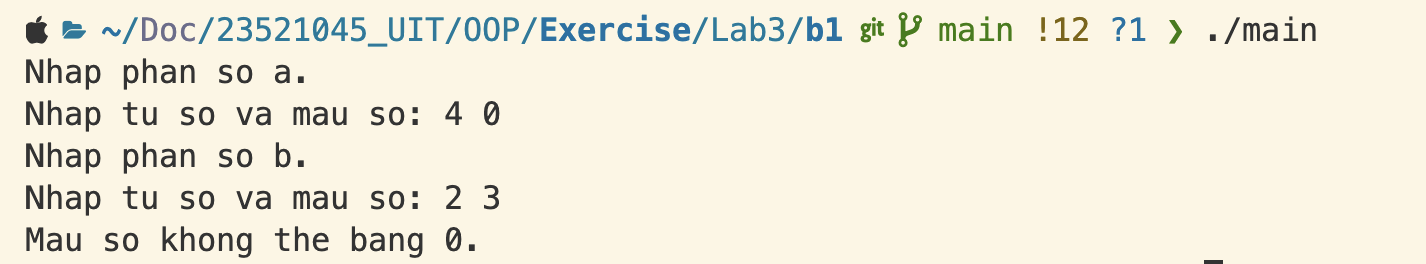 ~/Doc/23521045_UIT/OOP/Exercise/Lab3/b1 git main !12 ?1 ❯ ./main
Nhap phan so a.
Nhap tu so va mau so: 4 0
Nhap phan so b.
Nhap tu so va mau so: 2 3
Mau so khong the bang 0.